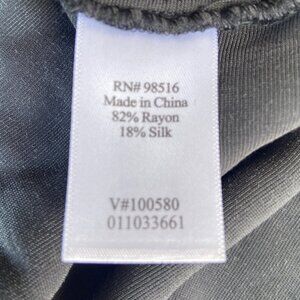 RN# 98516
Made in China
82% Rayon
18% Silk
V#100580
011033661